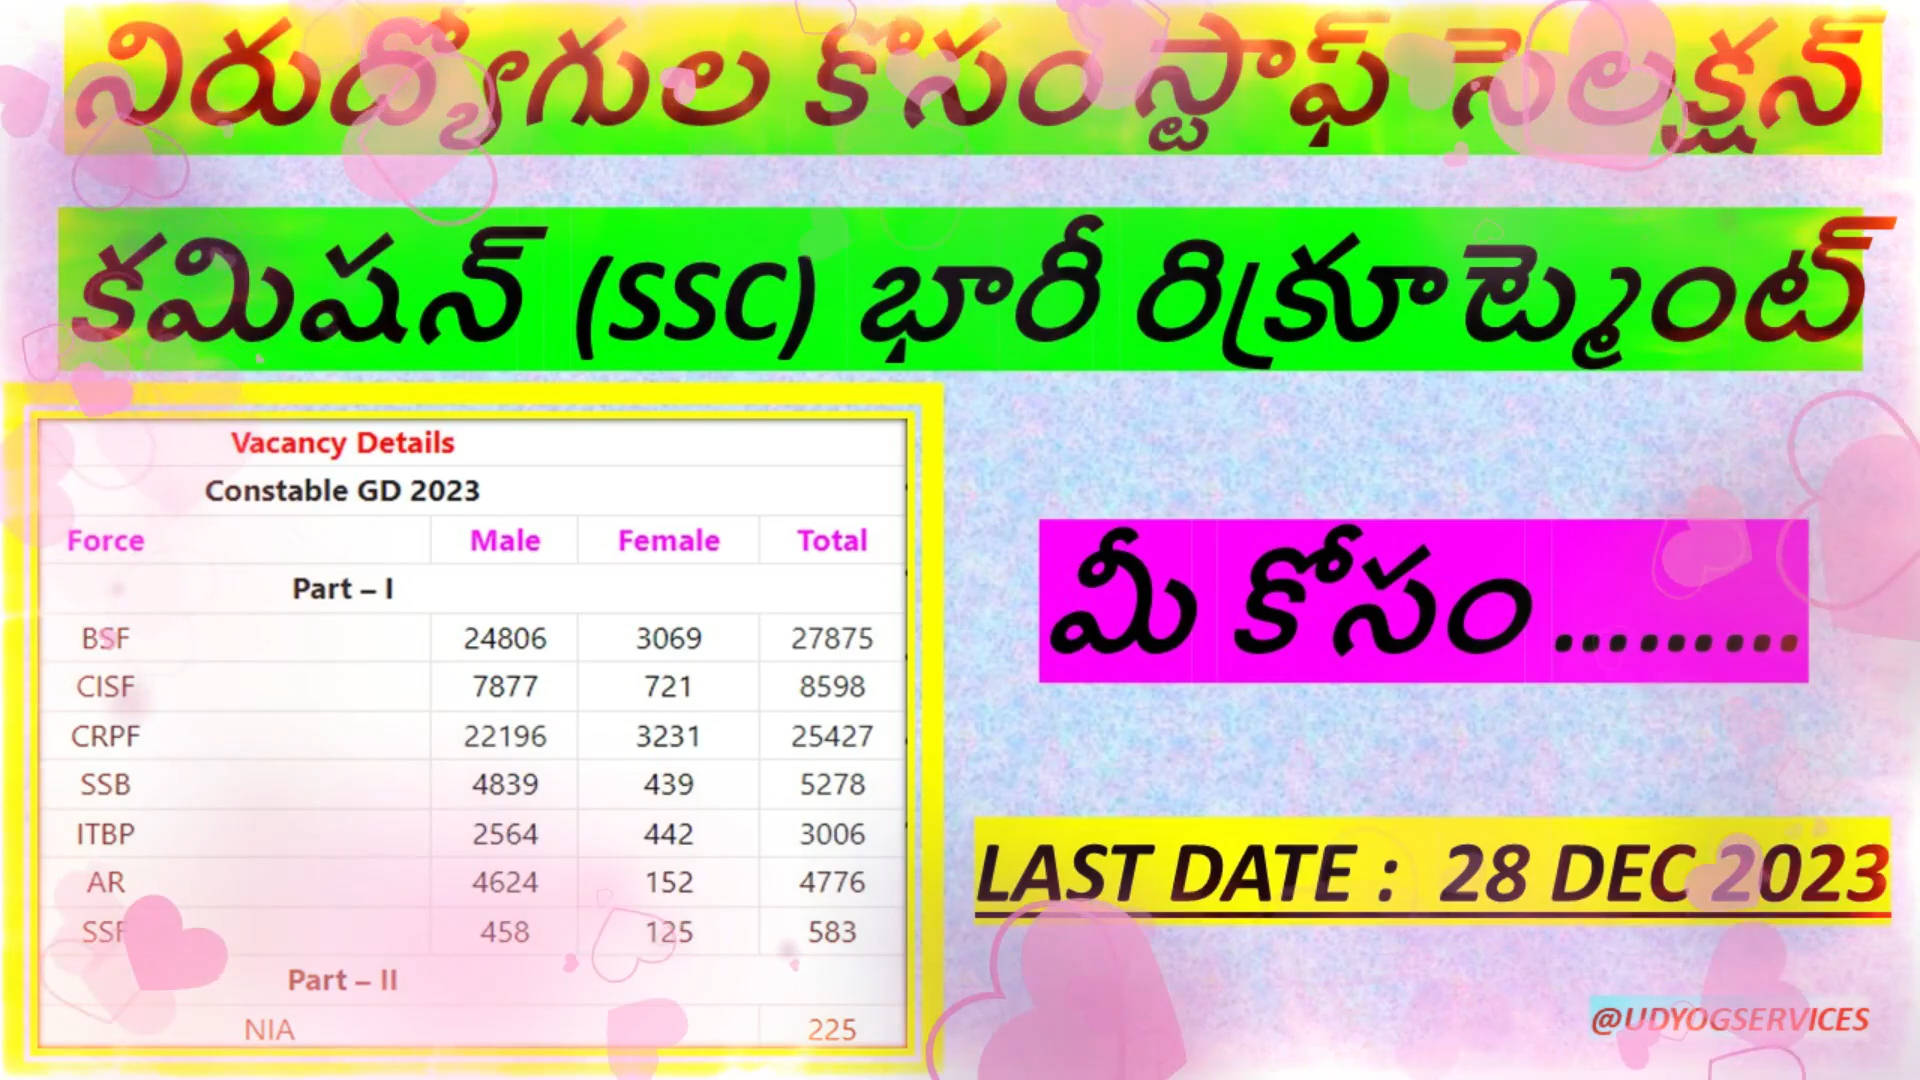 నిరుద్యోగుల కోసం స్టాఫ్ సెలక్షన్
కమిషన్ (SSC) భారీ రిక్రూట్మెంట్
Vacancy Details
Constable GD 2023
Force Male Female Total
Part – I
BSF 24806 3069 27875
CISF 7877 721 8598
CRPF 22196 3231 25427
SSB 4839 439 5278
ITBP 2564 442 3006
AR 4624 152 4776
SSF 458 125 583
Part – II
NIA 225
మీ కోసం .........
LAST DATE : 28 DEC 2023
@UDYOGSERVICES